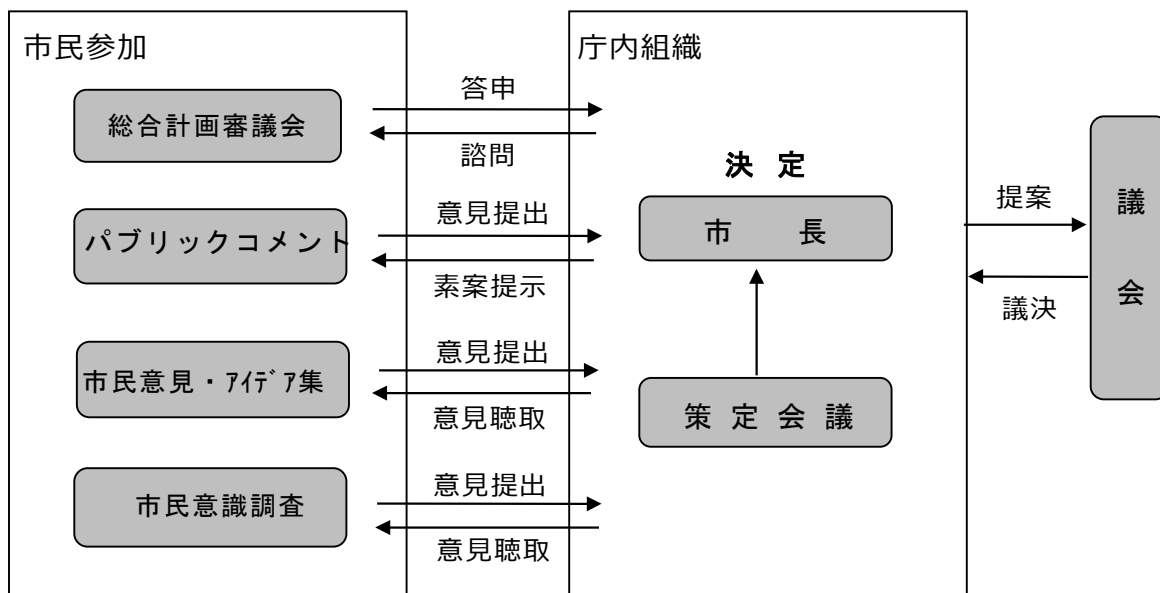 市民参加
総合計画審議会
パブリックコメント
市民意見・ｱｲﾃﾞｱ集
市民意識調査
答申
諮問
意見提出
素案提示
意見提出
意見聴取
意見提出
意見聴取
庁内組織
決定
市長
策定会議
提案
議決
議会